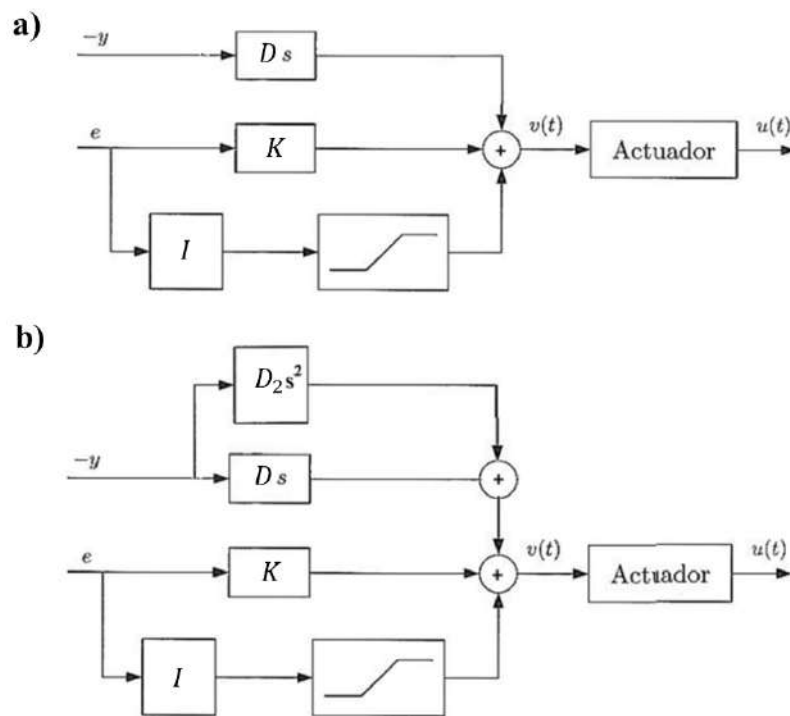 a)
−y
D s
e
K
v(t)
Actuador
u(t)
I
b)
D₂s²
−y
D s
e
K
v(t)
Actuador
u(t)
I